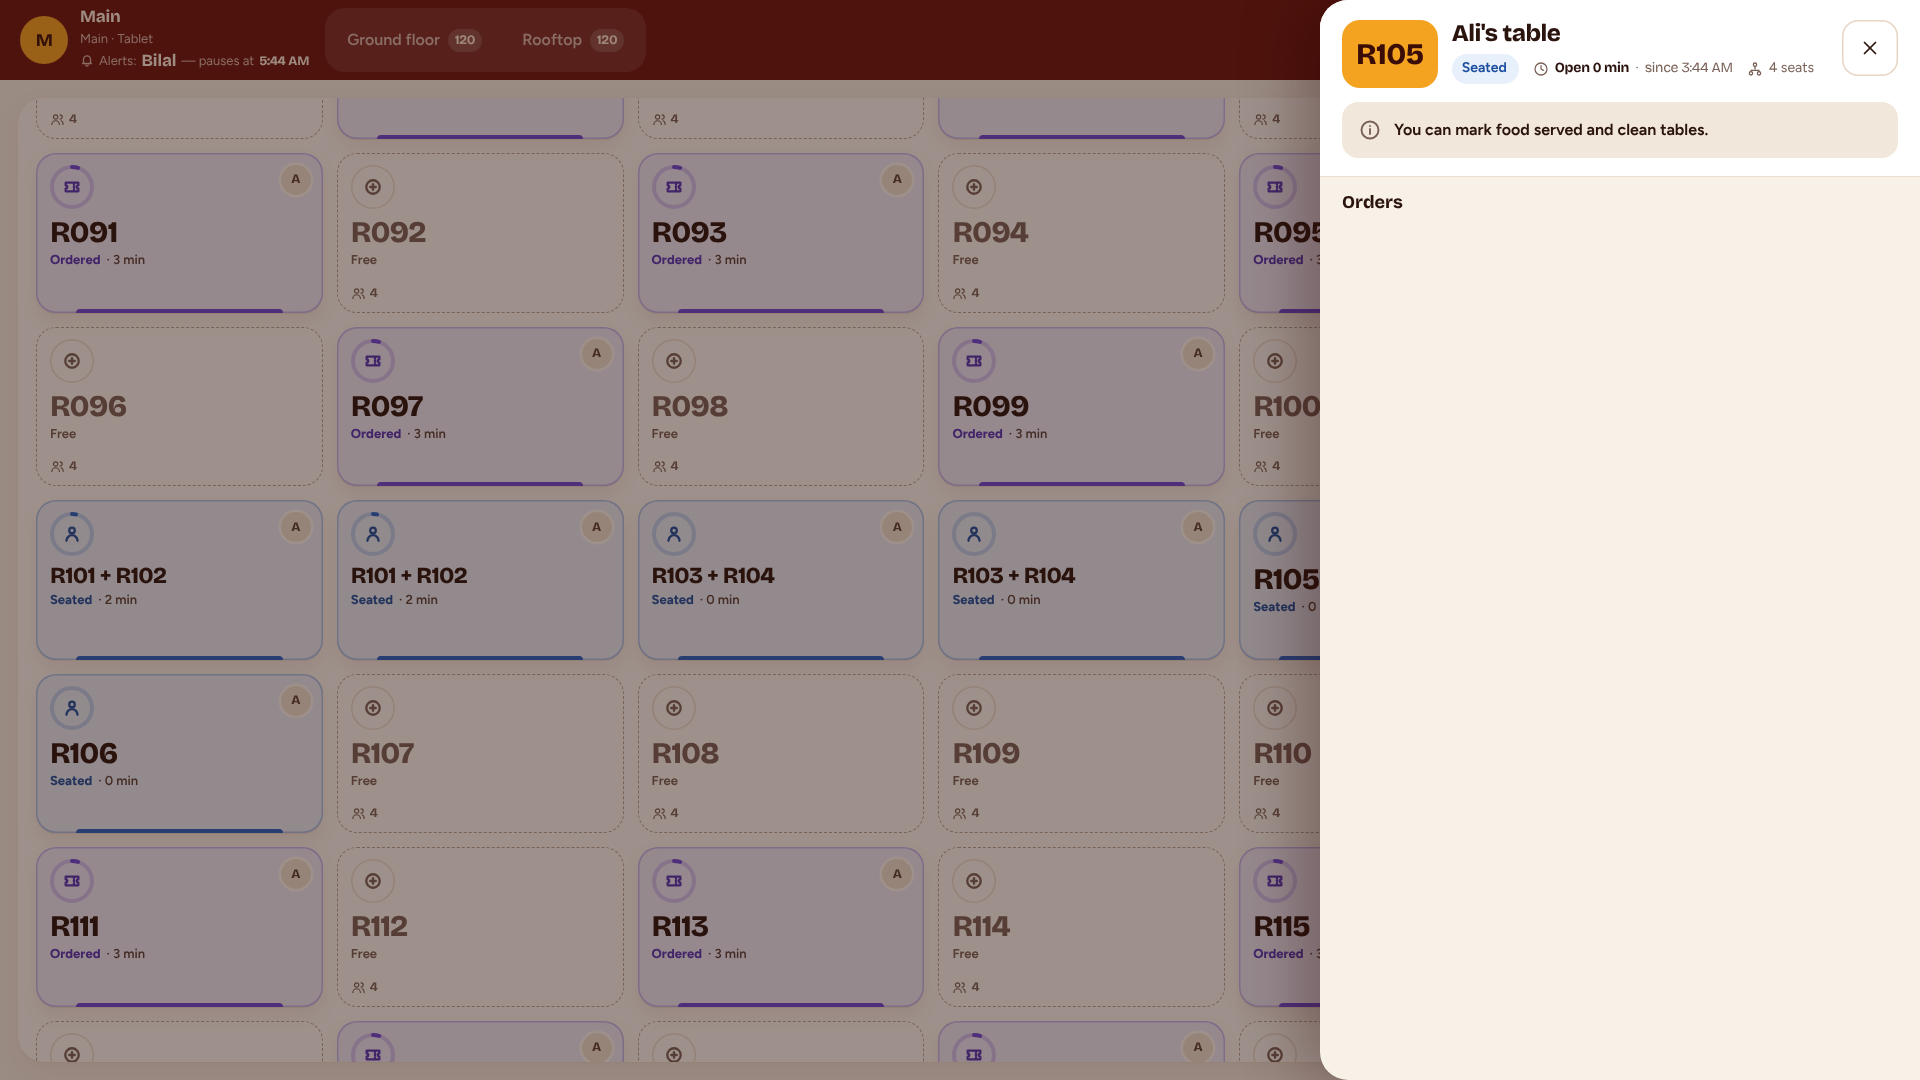 M
Main
Main · Tablet
Alerts: Bilal — pauses at 5:44 AM
Ground floor 120
Rooftop 120
R105
Ali's table
Seated Open 0 min · since 3:44 AM 4 seats
You can mark food served and clean tables.
Orders
4
4
4
A
R091
Ordered · 3 min
R092
Free
4
A
R093
Ordered · 3 min
R094
Free
4
R095
Ordered ·
R096
Free
4
A
R097
Ordered · 3 min
R098
Free
4
A
R099
Ordered · 3 min
R100
Free
4
A
R101 + R102
Seated · 2 min
A
R101 + R102
Seated · 2 min
A
R103 + R104
Seated · 0 min
A
R103 + R104
Seated · 0 min
R105
Seated · 0
A
R106
Seated · 0 min
R107
Free
4
R108
Free
4
R109
Free
4
R110
Free
4
A
R111
Ordered · 3 min
R112
Free
4
A
R113
Ordered · 3 min
R114
Free
4
R115
Ordered ·
A
A